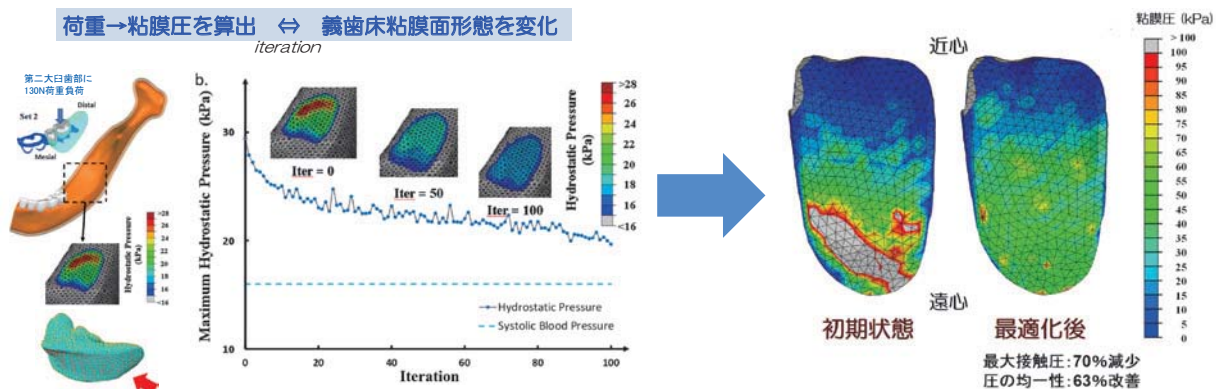 荷重→粘膜圧を算出 ⇔ 義歯床粘膜面形態を変化
iteration
第二大臼歯部に
130N荷重負荷
Distal
Set 2
Mesial
Hydrostatic Pressure
(kPa)
>28
26
24
22
20
18
16
<16
b.
Maximum Hydrostatic Pressure (kPa)
30
20
10
0
20
40
60
80
100
Iteration
Iter = 0
Iter = 50
Iter = 100
Hydrostatic Pressure
(kPa)
>28
26
24
22
20
18
16
<16
Hydrostatic Pressure
Systolic Blood Pressure
近心
遠心
初期状態
最適化後
最大接触圧:70%減少
圧の均一性:63%改善
粘膜圧 (kPa)
> 100
100
95
90
85
80
75
70
65
60
55
50
45
40
35
30
25
20
15
10
5
0